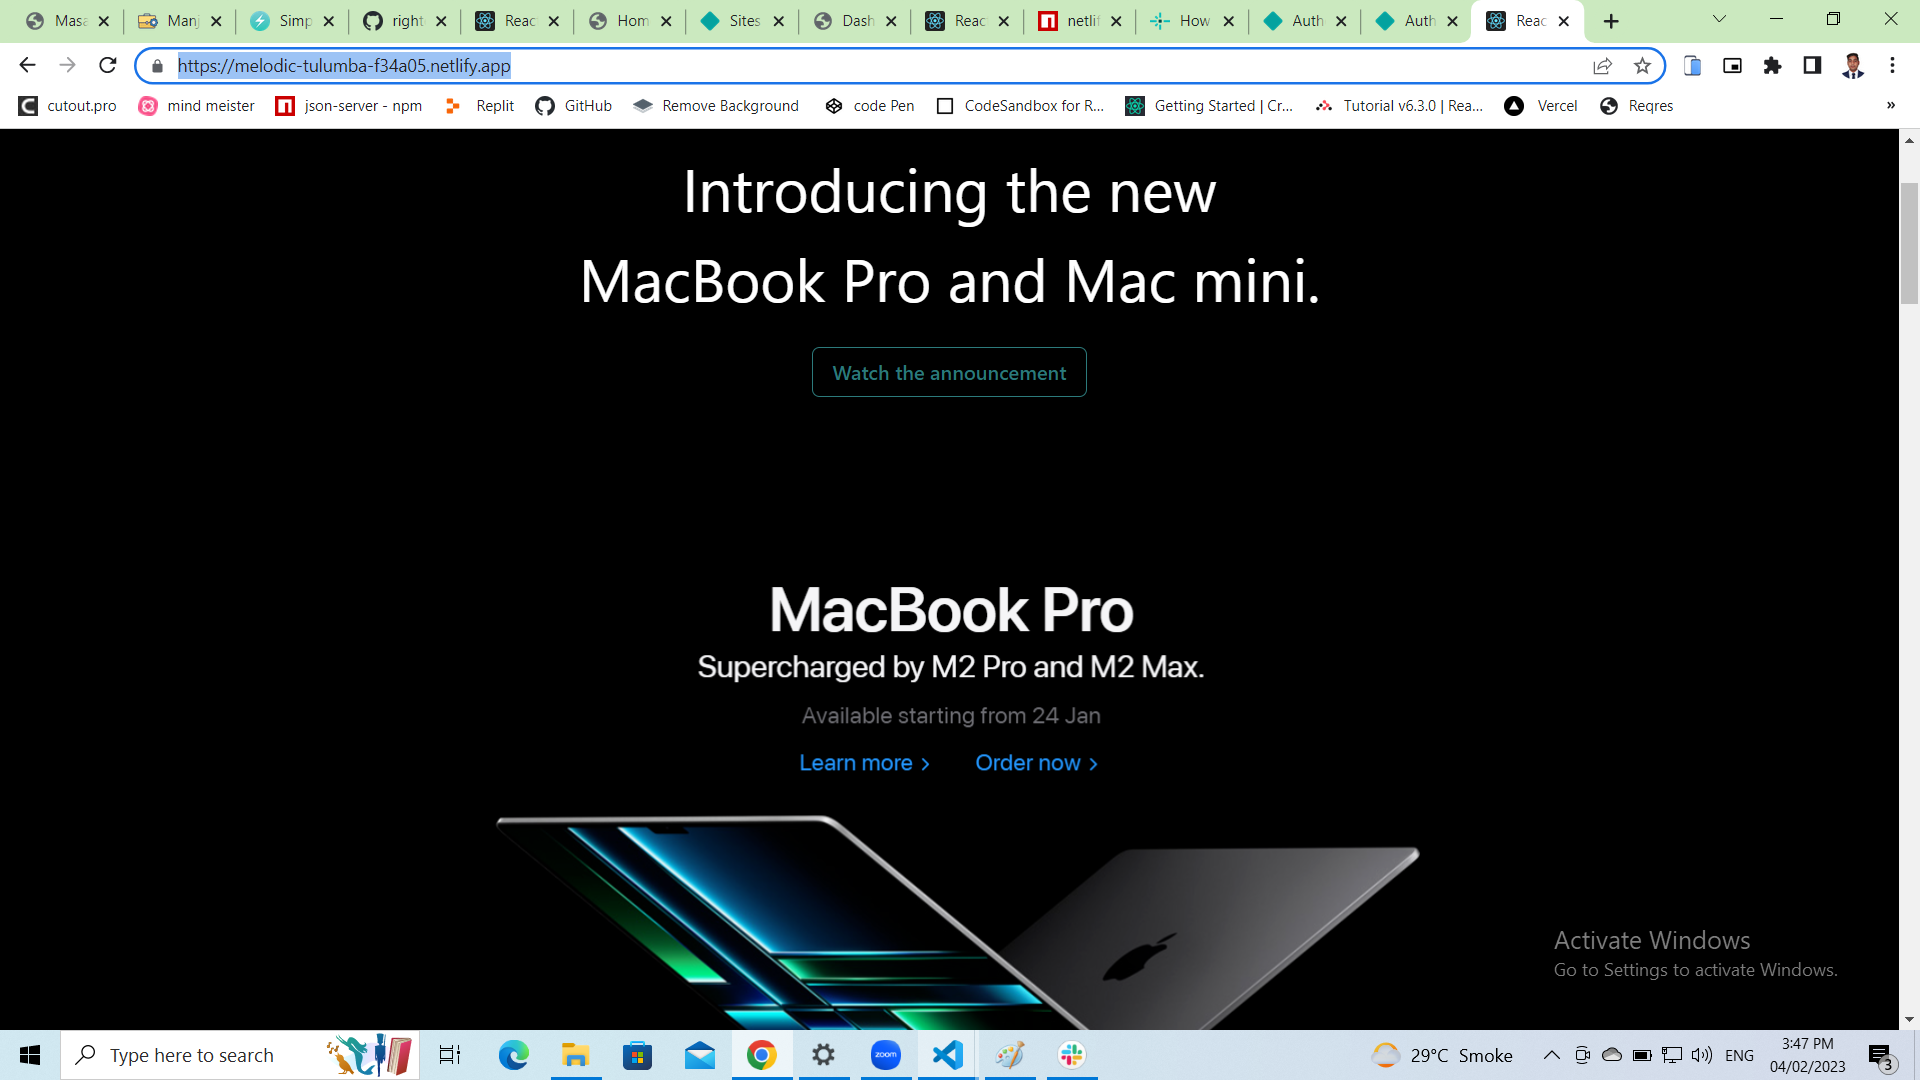 Masa
Manj
Simp
right
Reac
Hom
Sites
Dash
Reac
netlif
How
Auth
Auth
Reac
https://melodic-tulumba-f34a05.netlify.app
cutout.pro
mind meister
json-server - npm
Replit
GitHub
Remove Background
code Pen
CodeSandbox for R...
Getting Started | Cr...
Tutorial v6.3.0 | Rea...
Vercel
Reqres
»
Introducing the new
MacBook Pro and Mac mini.
Watch the announcement
MacBook Pro
Supercharged by M2 Pro and M2 Max.
Available starting from 24 Jan
Learn more >
Order now >
Activate Windows
Go to Settings to activate Windows.
Type here to search
zoom
29°C Smoke
ENG
3:47 PM
04/02/2023
3